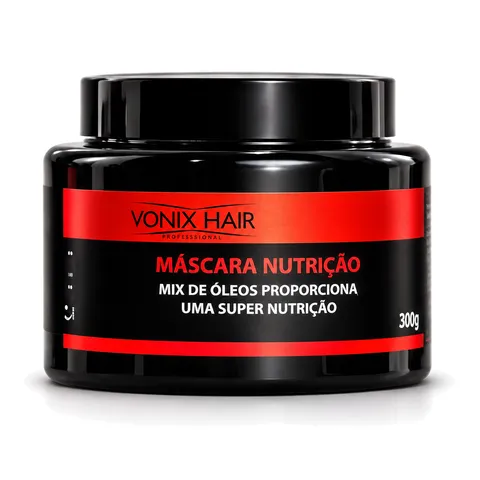 VONIX HAIR
PROFESSIONAL
MÁSCARA NUTRIÇÃO
MIX DE ÓLEOS PROPORCIONA
UMA SUPER NUTRIÇÃO
300g